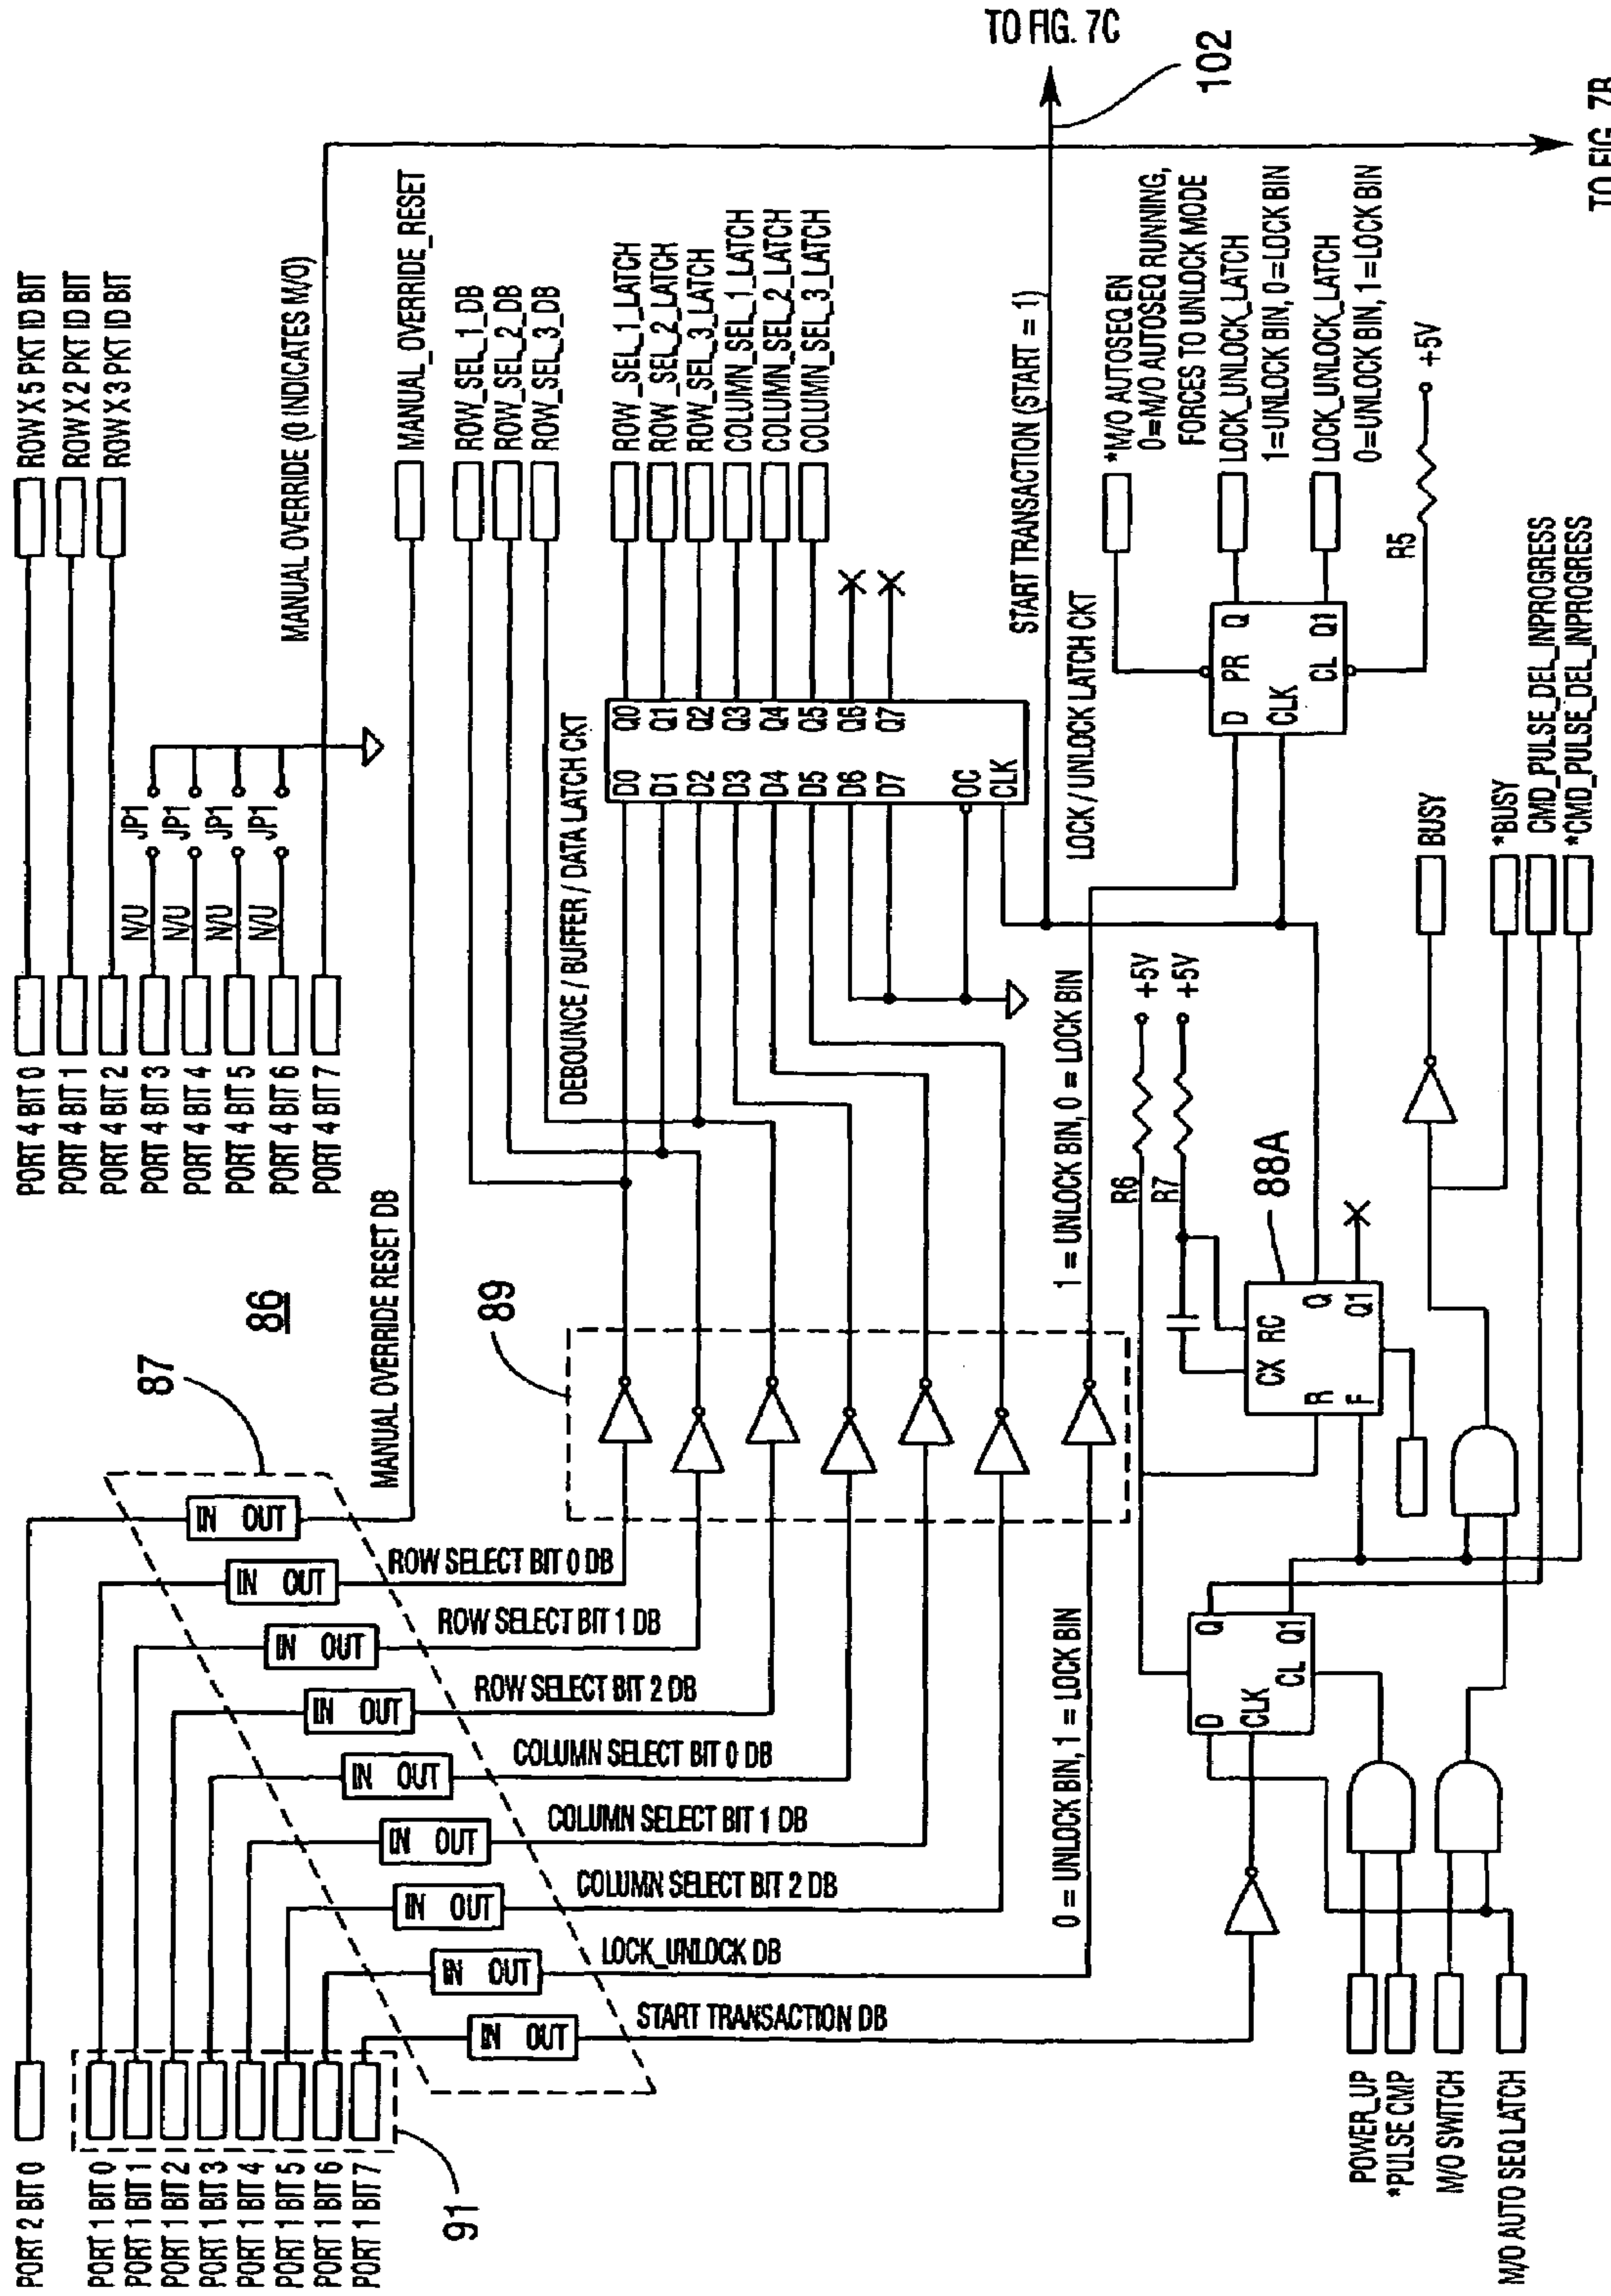 PORT 2 BIT 0
PORT 1 BIT 0
PORT 1 BIT 1
PORT 1 BIT 2
PORT 1 BIT 3
PORT 1 BIT 4
PORT 1 BIT 5
PORT 1 BIT 6
PORT 1 BIT 7
91
87
86
89
IN OUT
IN OUT
IN OUT
IN OUT
IN OUT
IN OUT
IN OUT
IN OUT
IN OUT
MANUAL OVERRIDE RESET DB
ROW SELECT BIT 0 DB
ROW SELECT BIT 1 DB
ROW SELECT BIT 2 DB
COLUMN SELECT BIT 0 DB
COLUMN SELECT BIT 1 DB
COLUMN SELECT BIT 2 DB
LOCK_UNLOCK DB
START TRANSACTION DB
0 = UNLOCK BIN, 1 = LOCK BIN
1 = UNLOCK BIN, 0 = LOCK BIN
PORT 4 BIT 0
PORT 4 BIT 1
PORT 4 BIT 2
PORT 4 BIT 3
PORT 4 BIT 4
PORT 4 BIT 5
PORT 4 BIT 6
PORT 4 BIT 7
N/U
N/U
N/U
N/U
JP1
JP1
JP1
JP1
ROW X 5 PKT ID BIT
ROW X 2 PKT ID BIT
ROW X 3 PKT ID BIT
MANUAL OVERRIDE (0 INDICATES M/O)
MANUAL_OVERRIDE_RESET
ROW_SEL_1_DB
ROW_SEL_2_DB
ROW_SEL_3_DB
DEBOUNCE / BUFFER / DATA LATCH CKT
D0 Q0
D1 Q1
D2 Q2
D3 Q3
D4 Q4
D5 Q5
D6 Q6
D7 Q7
OC
CLK
ROW_SEL_1_LATCH
ROW_SEL_2_LATCH
ROW_SEL_3_LATCH
COLUMN_SEL_1_LATCH
COLUMN_SEL_2_LATCH
COLUMN_SEL_3_LATCH
START TRANSACTION (START = 1)
TO FIG. 7C
102
TO FIG. 7B
LOCK / UNLOCK LATCH CKT
D PR Q
CLK
CL Q1
*M/O AUTOSEQ EN
0=M/O AUTOSEQ RUNNING,
FORCES TO UNLOCK MODE
LOCK_UNLOCK_LATCH
1=UNLOCK BIN, 0=LOCK BIN
LOCK_UNLOCK_LATCH
0=UNLOCK BIN, 1=LOCK BIN
R5
+5V
R6
+5V
R7
+5V
88A
CX RC
R Q
F Q1
D Q
CLK
CL Q1
POWER_UP
*PULSE CMP
M/O SWITCH
M/O AUTO SEQ LATCH
BUSY
*BUSY
CMD_PULSE_DEL_INPROGRESS
*CMD_PULSE_DEL_INPROGRESS